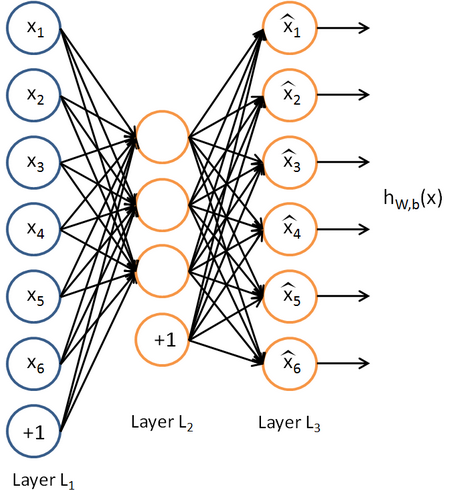 x1
x2
x3
x4
x5
x6
+1
Layer L1
+1
Layer L2
x̂1
x̂2
x̂3
x̂4
x̂5
x̂6
Layer L3
hW,b(x)